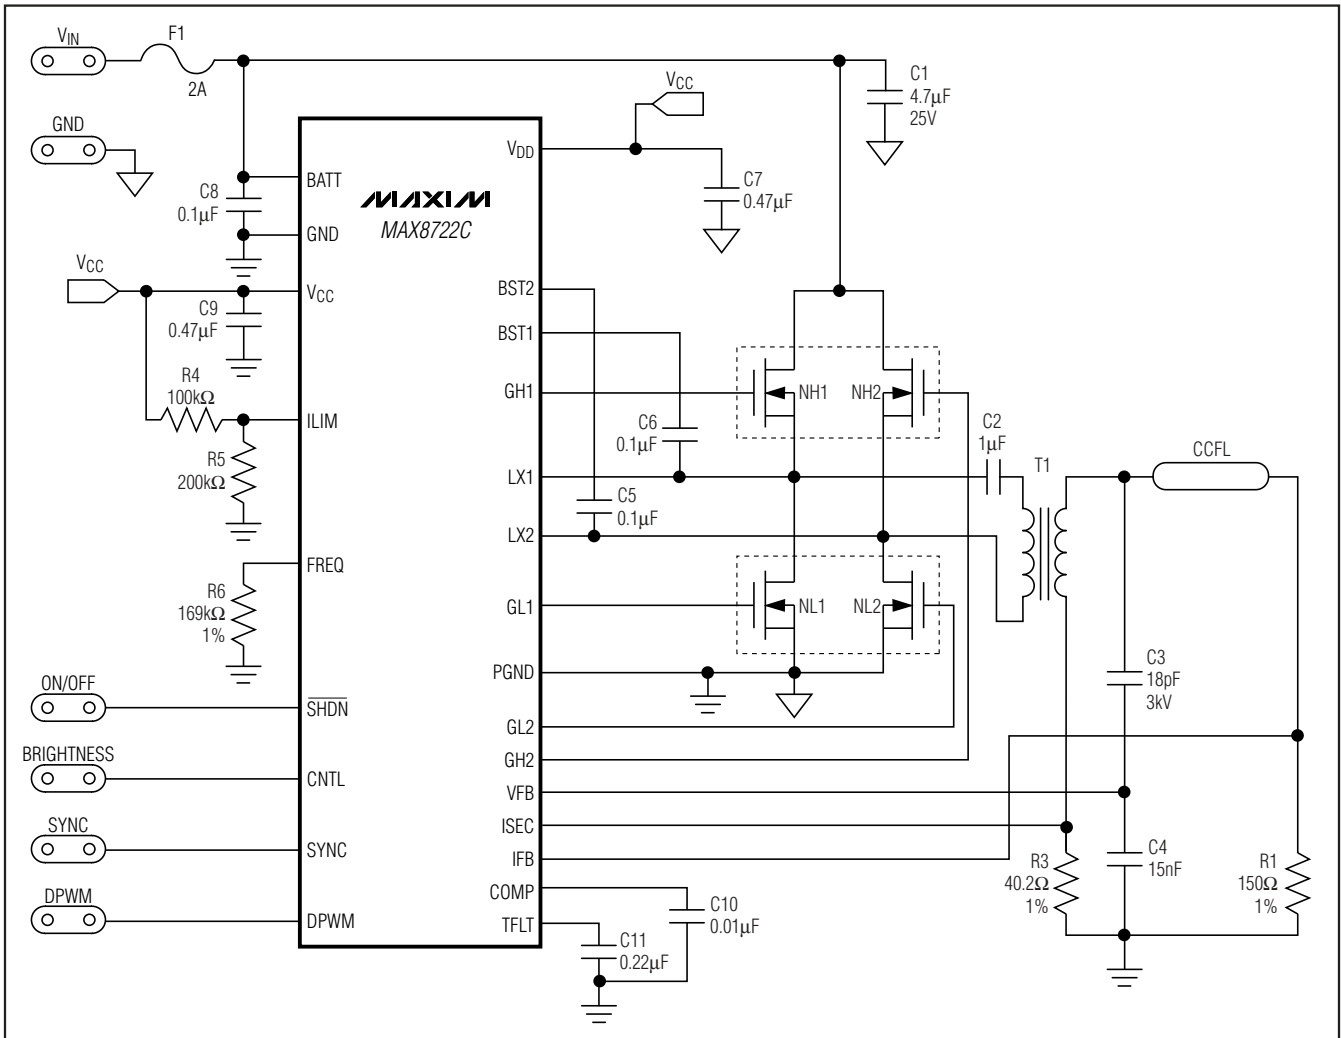 VIN
F1
2A
GND
BATT
C8
0.1µF
GND
VCC
VCC
C9
0.47µF
R4
100kΩ
ILIM
R5
200kΩ
FREQ
R6
169kΩ
1%
ON/OFF
SHDN
BRIGHTNESS
CNTL
SYNC
SYNC
DPWM
DPWM
MAXIM
MAX8722C
VDD
VCC
C7
0.47µF
C1
4.7µF
25V
BST2
BST1
GH1
LX1
LX2
GL1
PGND
GL2
GH2
VFB
ISEC
IFB
COMP
TFLT
C6
0.1µF
C5
0.1µF
NH1
NH2
NL1
NL2
C2
1µF
T1
CCFL
C3
18pF
3kV
C4
15nF
R3
40.2Ω
1%
R1
150Ω
1%
C10
0.01µF
C11
0.22µF